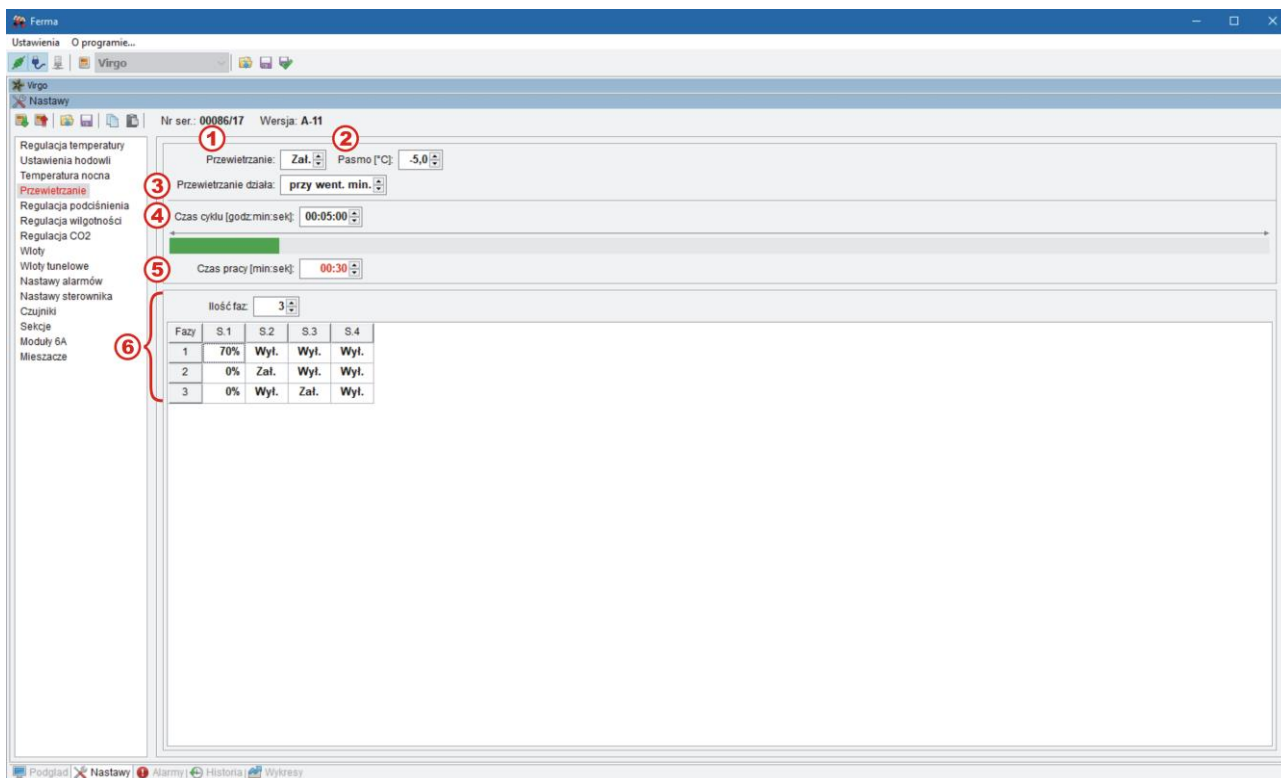 Ferma
Ustawienia O programie...
Virgo
Virgo
Nastawy
Nr ser.: 00086/17 Wersja: A-11
Regulacja temperatury
Ustawienia hodowli
Temperatura nocna
Przewietrzanie
Regulacja podciśnienia
Regulacja wilgotności
Regulacja CO2
Wloty
Wloty tunelowe
Nastawy alarmów
Nastawy sterownika
Czujniki
Sekcje
Moduły 6A
Mieszacze
1 2
Przewietrzanie: Zał. Pasmo [°C]: -5,0
3 Przewietrzanie działa: przy went. min.
4 Czas cyklu [godz:min:sek]: 00:05:00
5 Czas pracy [min:sek]: 00:30
6
Ilość faz: 3
Fazy S.1 S.2 S.3 S.4
1 70% Wył. Wył. Wył.
2 0% Zał. Wył. Wył.
3 0% Wył. Zał. Wył.
Podgląd Nastawy Alarmy Historia Wykresy